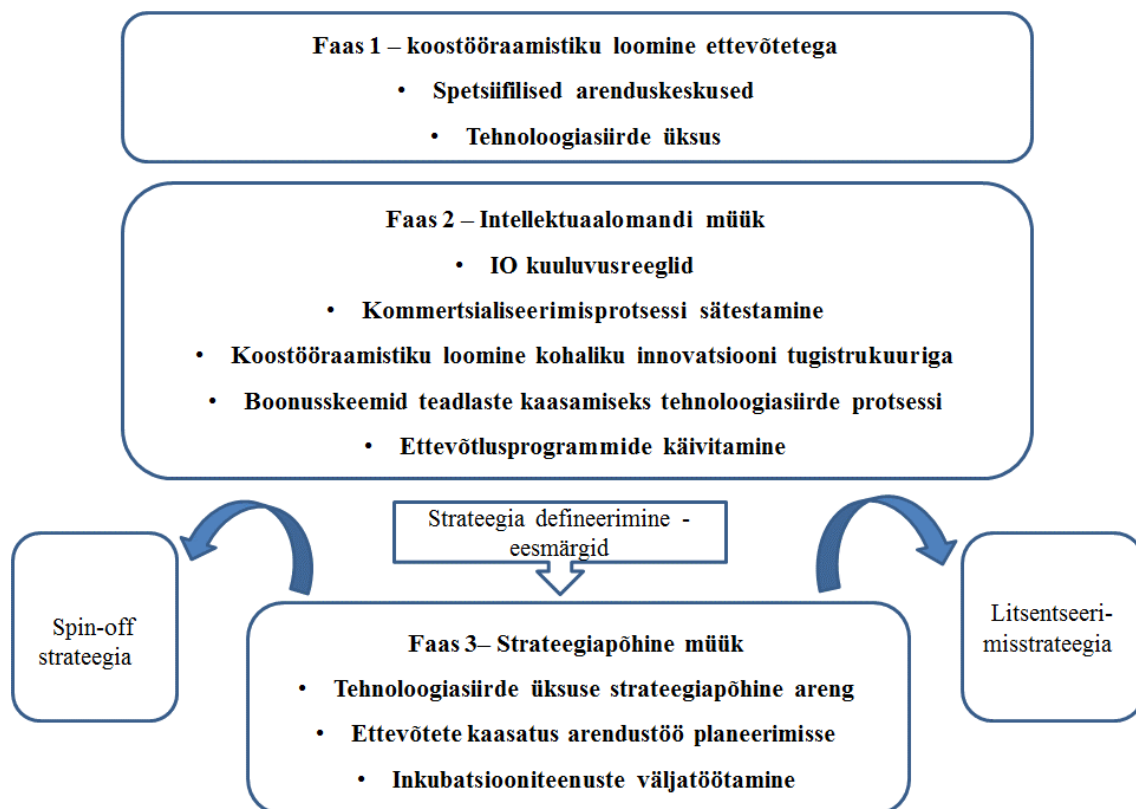 Faas 1 – koostööraamistiku loomine ettevõtetega
• Spetsiifilised arenduskeskused
• Tehnoloogiasiirde üksus
Faas 2 – Intellektuaalomandi müük
• IO kuuluvusreeglid
• Kommertsialiseerimisprotsessi sätestamine
• Koostööraamistiku loomine kohaliku innovatsiooni tugistrukuuriga
• Boonusskeemid teadlaste kaasamiseks tehnoloogiasiirde protsessi
• Ettevõtlusprogrammide käivitamine
Strateegia defineerimine -
eesmärgid
Spin-off
strateegia
Litsentseeri-
misstrateegia
Faas 3– Strateegiapõhine müük
• Tehnoloogiasiirde üksuse strateegiapõhine areng
• Ettevõtete kaasatus arendustöö planeerimisse
• Inkubatsiooniteenuste väljatöötamine